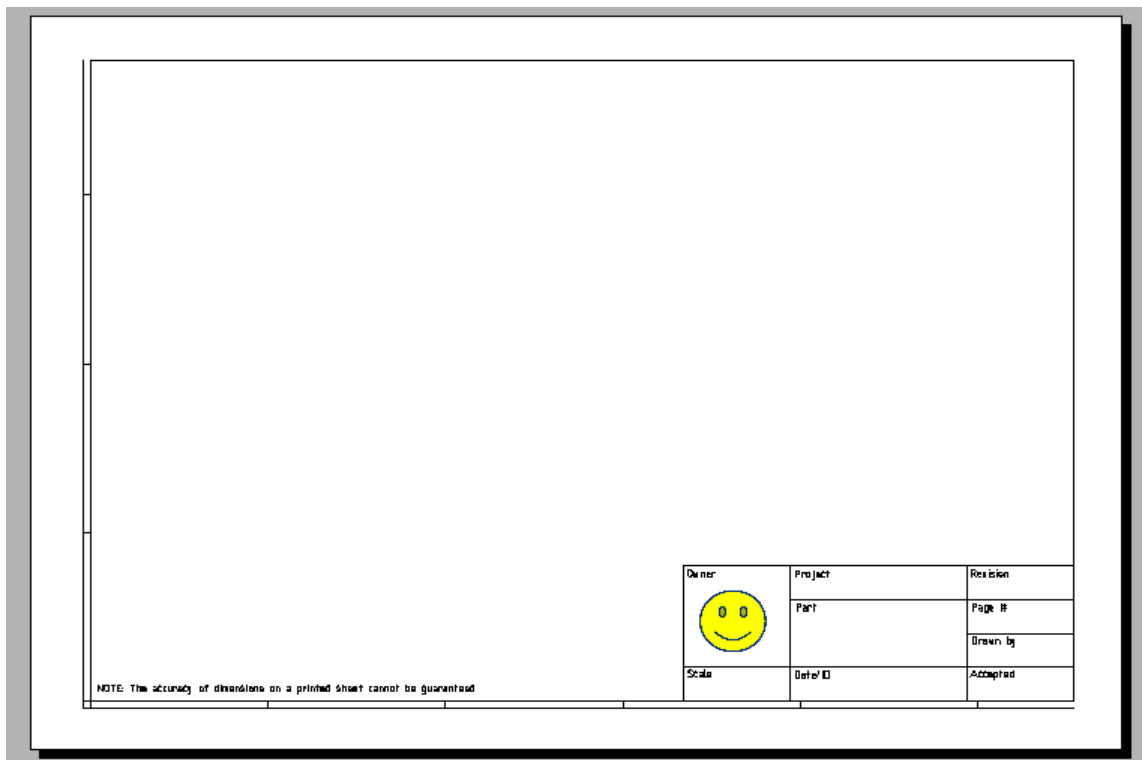 Owner
Project
Revision
Part
Page #
Drawn by
Scale
Date/ID
Accepted
NOTE: The accuracy of dimensions on a printed sheet cannot be guaranteed